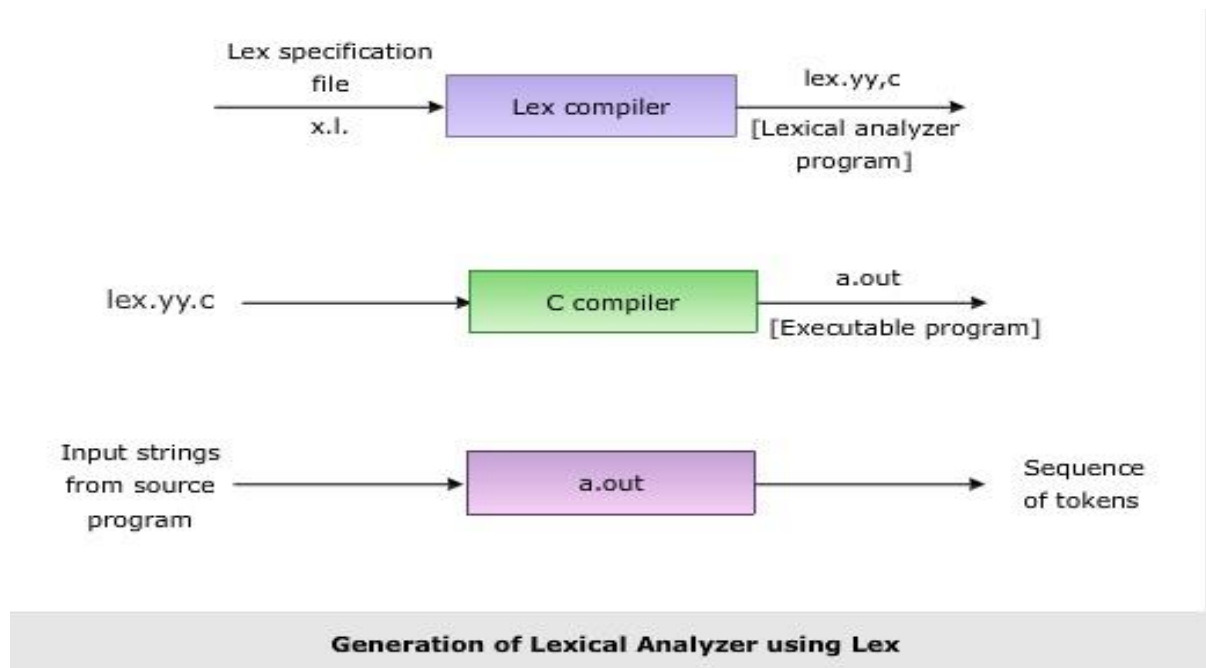 Lex specification
file
x.l.
Lex compiler
lex.yy,c
[Lexical analyzer
program]
lex.yy.c
C compiler
a.out
[Executable program]
Input strings
from source
program
a.out
Sequence
of tokens
Generation of Lexical Analyzer using Lex